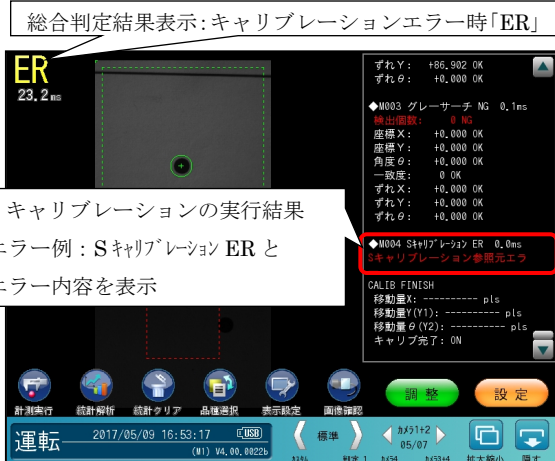 総合判定結果表示:キャリブレーションエラー時「ER」
ER
23.2ms
ずれY: +86.902 OK
ずれθ: +0.000 OK
◆M003 グレーサーチ NG 0.1ms
検出個数: 0 NG
座標X: +0.000 OK
座標Y: +0.000 OK
角度θ: +0.000 OK
一致度: 0 OK
ずれX: +0.000 OK
ずれY: +0.000 OK
ずれθ: +0.000 OK
キャリブレーションの実行結果
エラー例:Sキャリブレーション ER と
エラー内容を表示
◆M004 Sキャリブレーション ER 0.0ms
Sキャリブレーション参照元エラ
CALIB FINISH
移動量X: ---------- pls
移動量Y(Y1): ---------- pls
移動量θ(Y2): ---------- pls
キャリブ完了: ON
計測実行 統計解析 統計クリア 品種選択 表示設定 画像確認
調整 設定
運転 2017/05/09 16:53:17 USB
(M1) V4.00.0022b
標準
カメラ1+2
05/07
拡大縮小 隠す